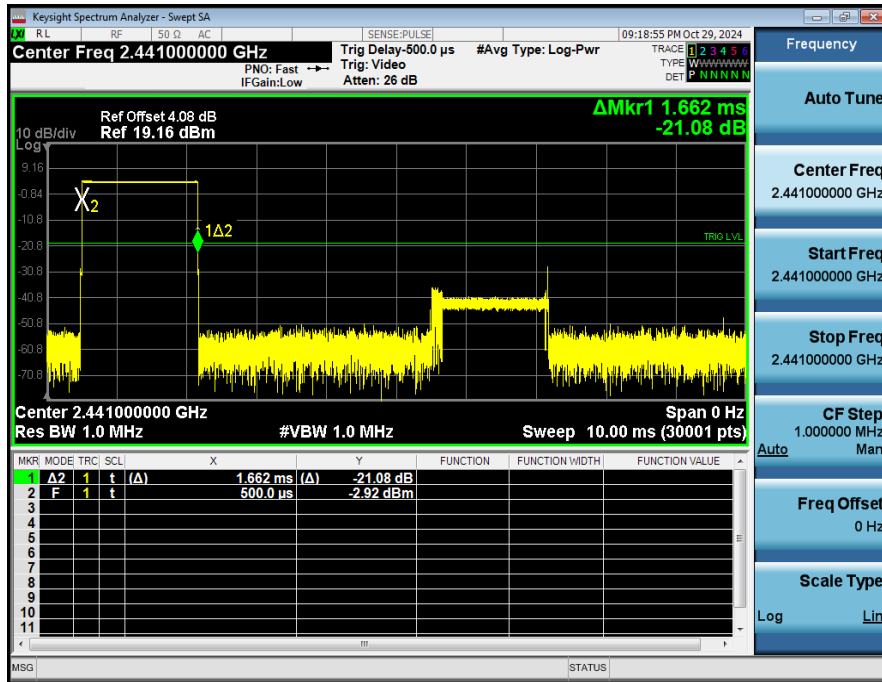 Keysight Spectrum Analyzer - Swept SA
LXI RL RF 50 Ω AC SENSE:PULSE 09:18:55 PM Oct 29, 2024
Center Freq 2.441000000 GHz
PNO: Fast
IFGain:Low
Trig Delay-500.0 µs
Trig: Video
Atten: 26 dB
#Avg Type: Log-Pwr
TRACE 1 2 3 4 5 6
TYPE WWWWWW
DET P N N N N N
ΔMkr1 1.662 ms
-21.08 dB
Ref Offset 4.08 dB
10 dB/div Ref 19.16 dBm
Log
9.16
-0.84
-10.8
-20.8
-30.8
-40.8
-50.8
-60.8
-70.8
2
1Δ2
TRIG LVL
Center 2.441000000 GHz Span 0 Hz
Res BW 1.0 MHz #VBW 1.0 MHz Sweep 10.00 ms (30001 pts)
MKR MODE TRC SCL X Y FUNCTION FUNCTION WIDTH FUNCTION VALUE
1 Δ2 1 t (Δ) 1.662 ms (Δ) -21.08 dB
2 F 1 t 500.0 µs -2.92 dBm
3
4
5
6
7
8
9
10
11
MSG STATUS
Frequency
Auto Tune
Center Freq
2.441000000 GHz
Start Freq
2.441000000 GHz
Stop Freq
2.441000000 GHz
CF Step
1.000000 MHz
Auto Man
Freq Offset
0 Hz
Scale Type
Log Lin